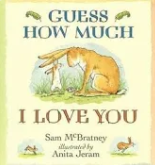 GUESS
HOW MUCH
I LOVE YOU
Sam McBratney
illustrated by
Anita Jeram